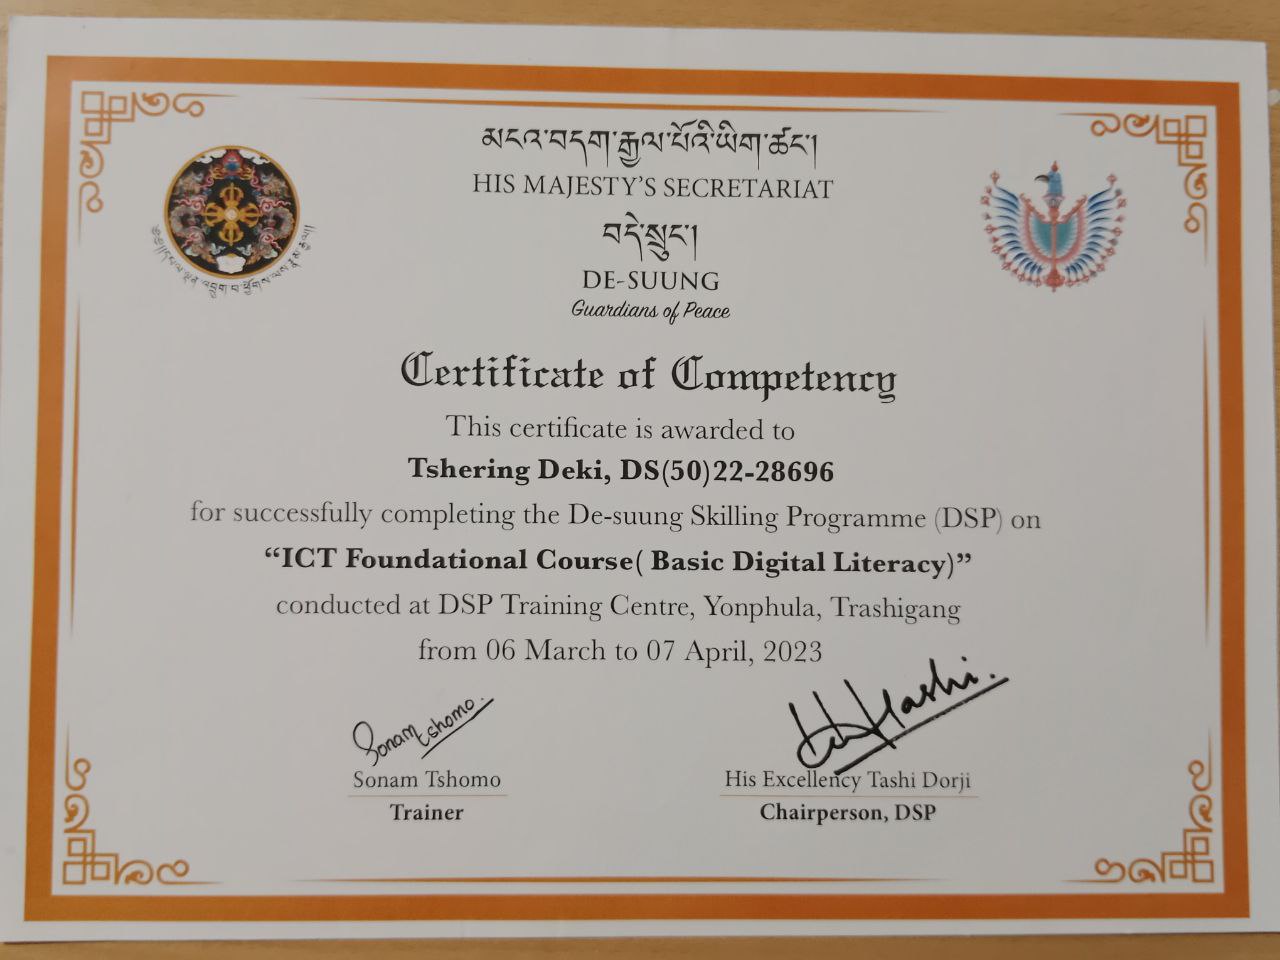 མངའ་བདག་རྒྱལ་པོའི་ཡིག་ཚང་།
HIS MAJESTY'S SECRETARIAT
བདེ་སྲུང་།
DE-SUUNG
Guardians of Peace
Certificate of Competency
This certificate is awarded to
Tshering Deki, DS(50)22-28696
for successfully completing the De-suung Skilling Programme (DSP) on
“ICT Foundational Course( Basic Digital Literacy)”
conducted at DSP Training Centre, Yonphula, Trashigang
from 06 March to 07 April, 2023
Sonam Tshomo
Sonam Tshomo
His Excellency Tashi Dorji
Trainer
Chairperson, DSP